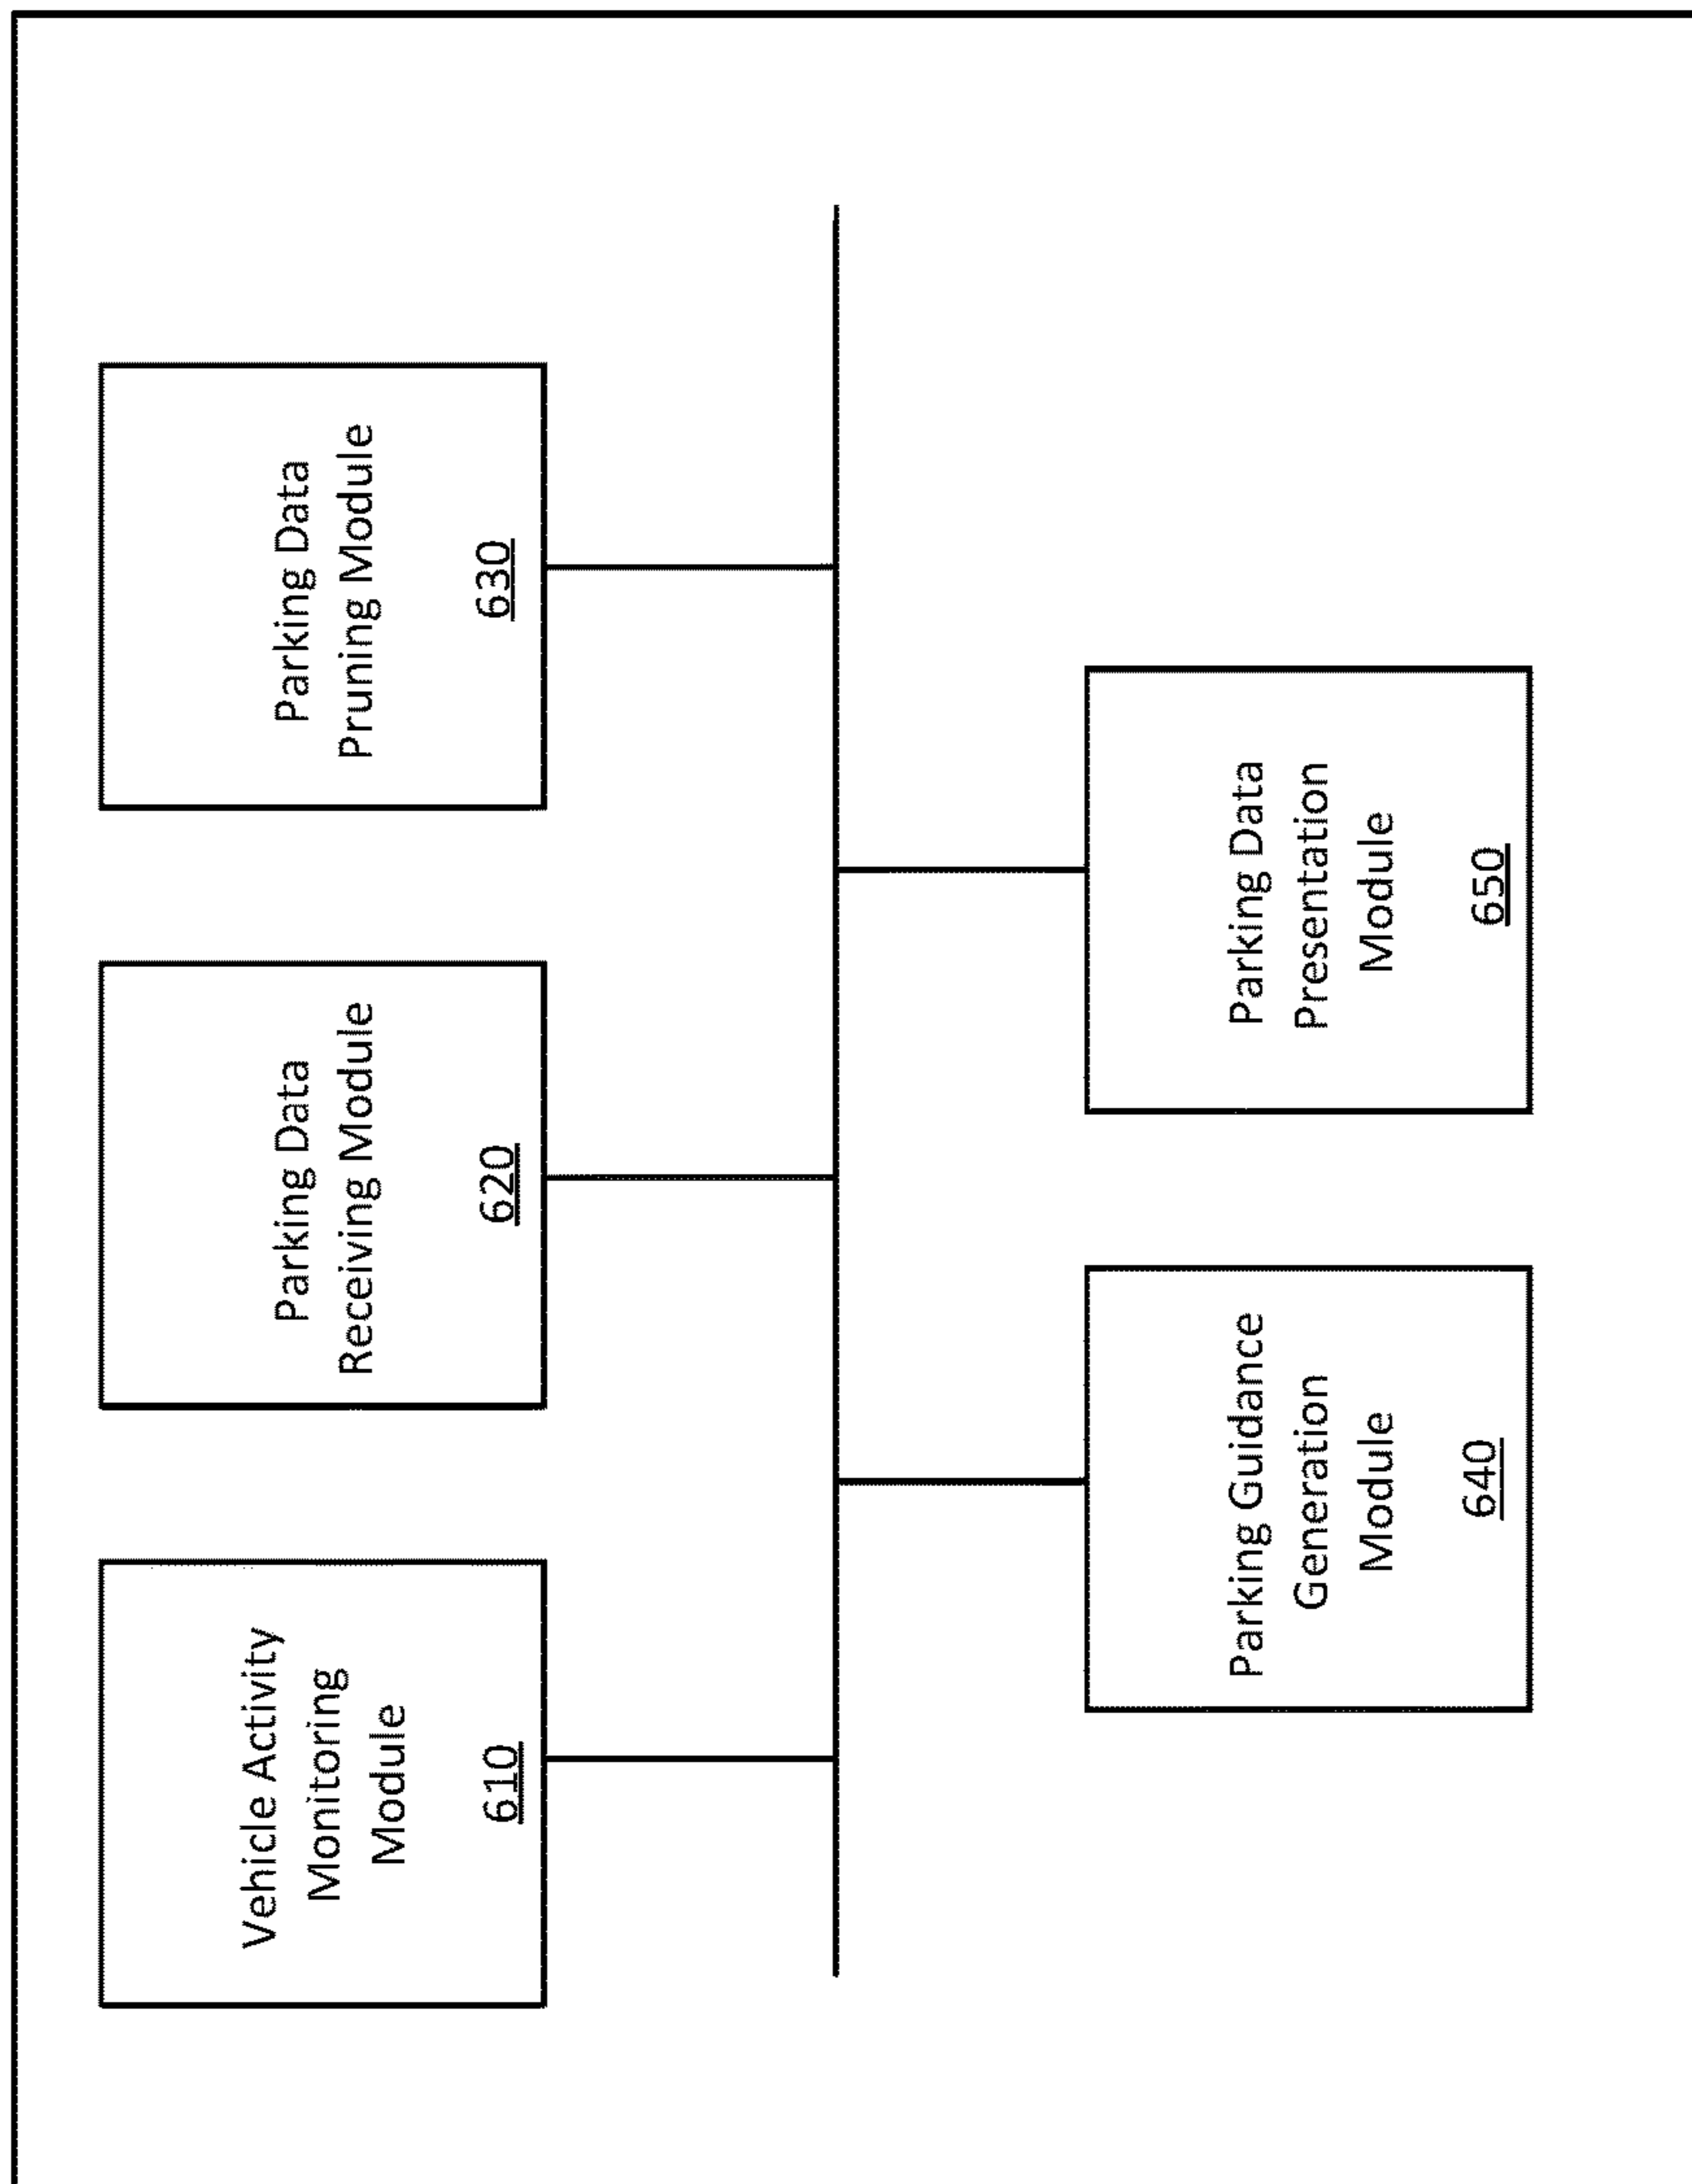 Vehicle Activity
Monitoring
Module
610
Parking Data
Receiving Module
620
Parking Data
Pruning Module
630
Parking Guidance
Generation
Module
640
Parking Data
Presentation
Module
650